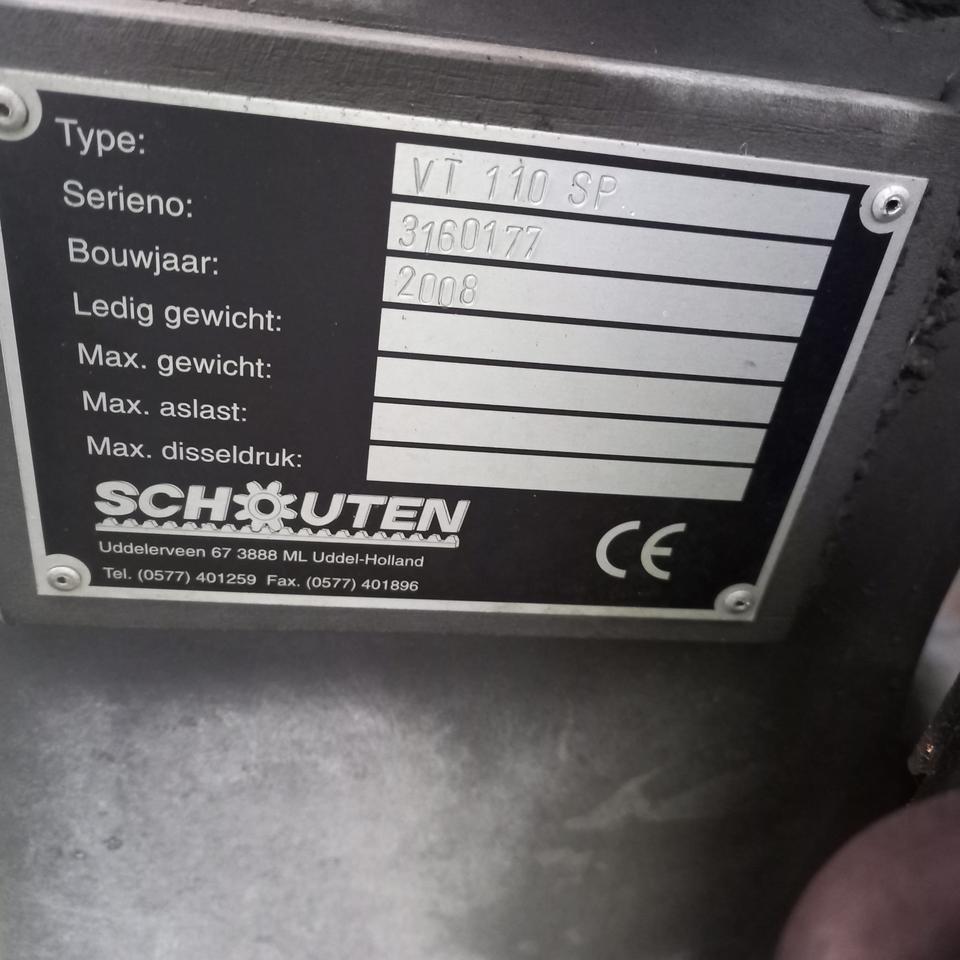 Type: VT 110 SP
Serieno: 3160177
Bouwjaar: 2008
Ledig gewicht:
Max. gewicht:
Max. aslast:
Max. disseldruk:
SCHOUTEN
Uddelerveen 67 3888 ML Uddel-Holland
Tel. (0577) 401259 Fax. (0577) 401896
CE